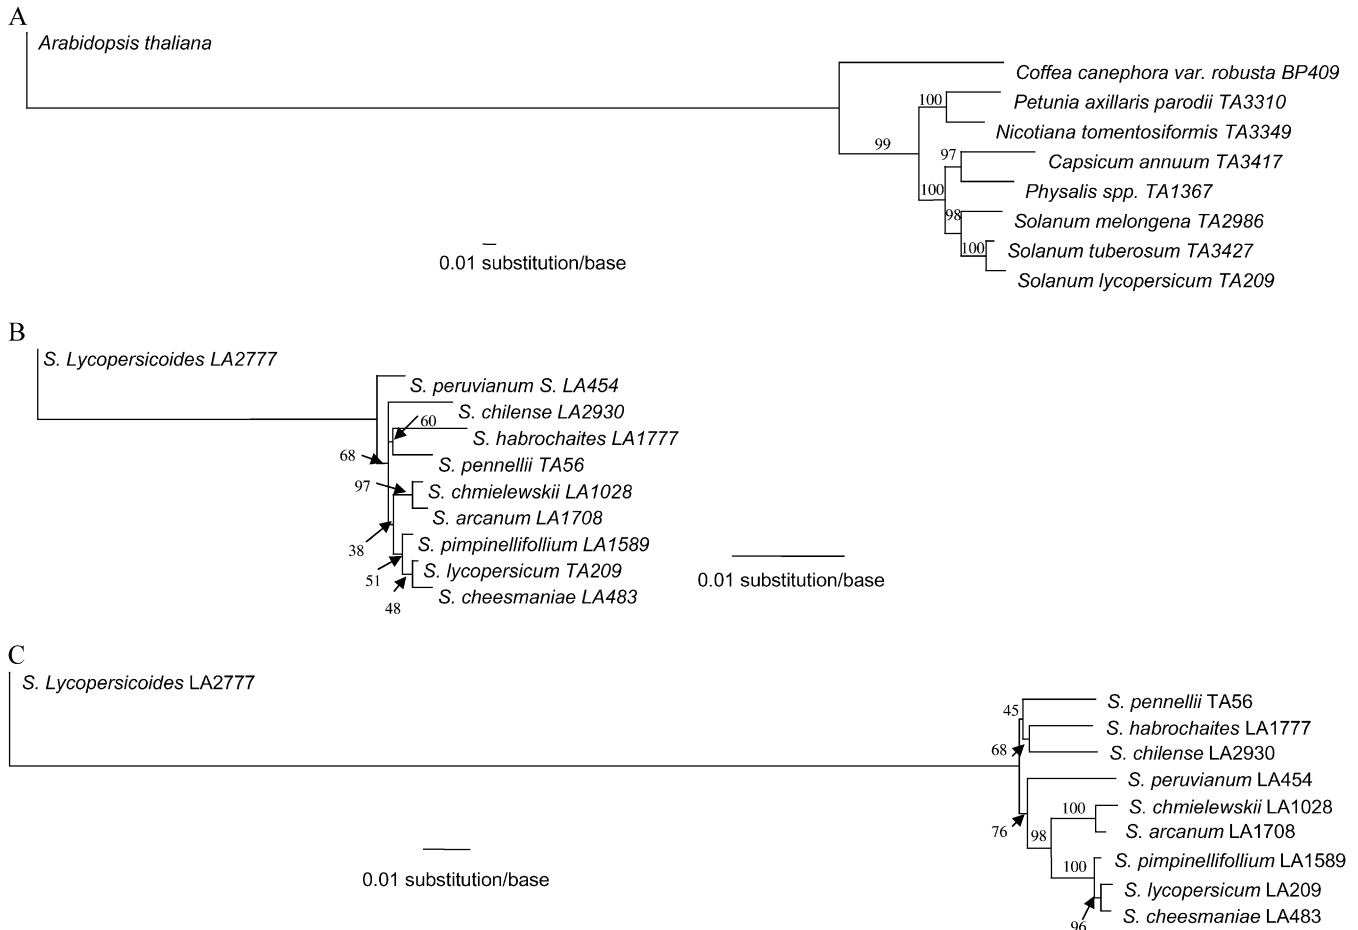 A
Arabidopsis thaliana
Coffea canephora var. robusta BP409
100
Petunia axillaris parodii TA3310
Nicotiana tomentosiformis TA3349
99
97
Capsicum annuum TA3417
100
Physalis spp. TA1367
98
Solanum melongena TA2986
100
Solanum tuberosum TA3427
0.01 substitution/base
Solanum lycopersicum TA209
B
S. Lycopersicoides LA2777
S. peruvianum S. LA454
S. chilense LA2930
60
S. habrochaites LA1777
68
S. pennellii TA56
97
S. chmielewskii LA1028
S. arcanum LA1708
38
S. pimpinellifollium LA1589
51
S. lycopersicum TA209
0.01 substitution/base
48
S. cheesmaniae LA483
C
S. Lycopersicoides LA2777
S. pennellii TA56
45
S. habrochaites LA1777
68
S. chilense LA2930
S. peruvianum LA454
100
S. chmielewskii LA1028
76
98
S. arcanum LA1708
100
S. pimpinellifollium LA1589
0.01 substitution/base
S. lycopersicum LA209
96
S. cheesmaniae LA483